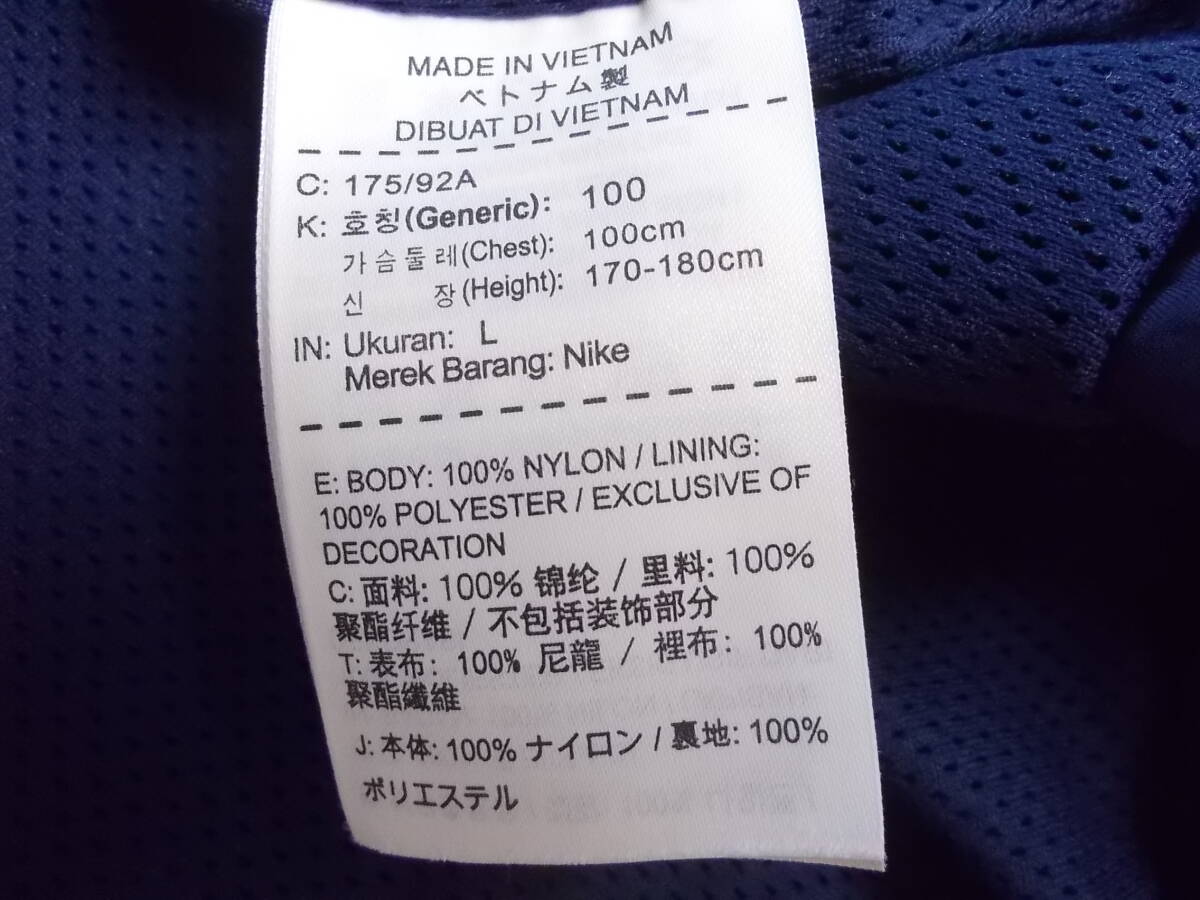 MADE IN VIETNAM
ベトナム製
DIBUAT DI VIETNAM
C: 175/92A
K: 호칭(Generic): 100
가슴둘레(Chest): 100cm
신 장(Height): 170-180cm
IN: Ukuran: L
Merek Barang: Nike
E: BODY: 100% NYLON / LINING:
100% POLYESTER / EXCLUSIVE OF
DECORATION
C: 面料: 100% 锦纶 / 里料: 100%
聚酯纤维 / 不包括装饰部分
T: 表布: 100% 尼龍 / 裡布: 100%
聚酯纖維
J: 本体: 100% ナイロン / 裏地: 100%
ポリエステル